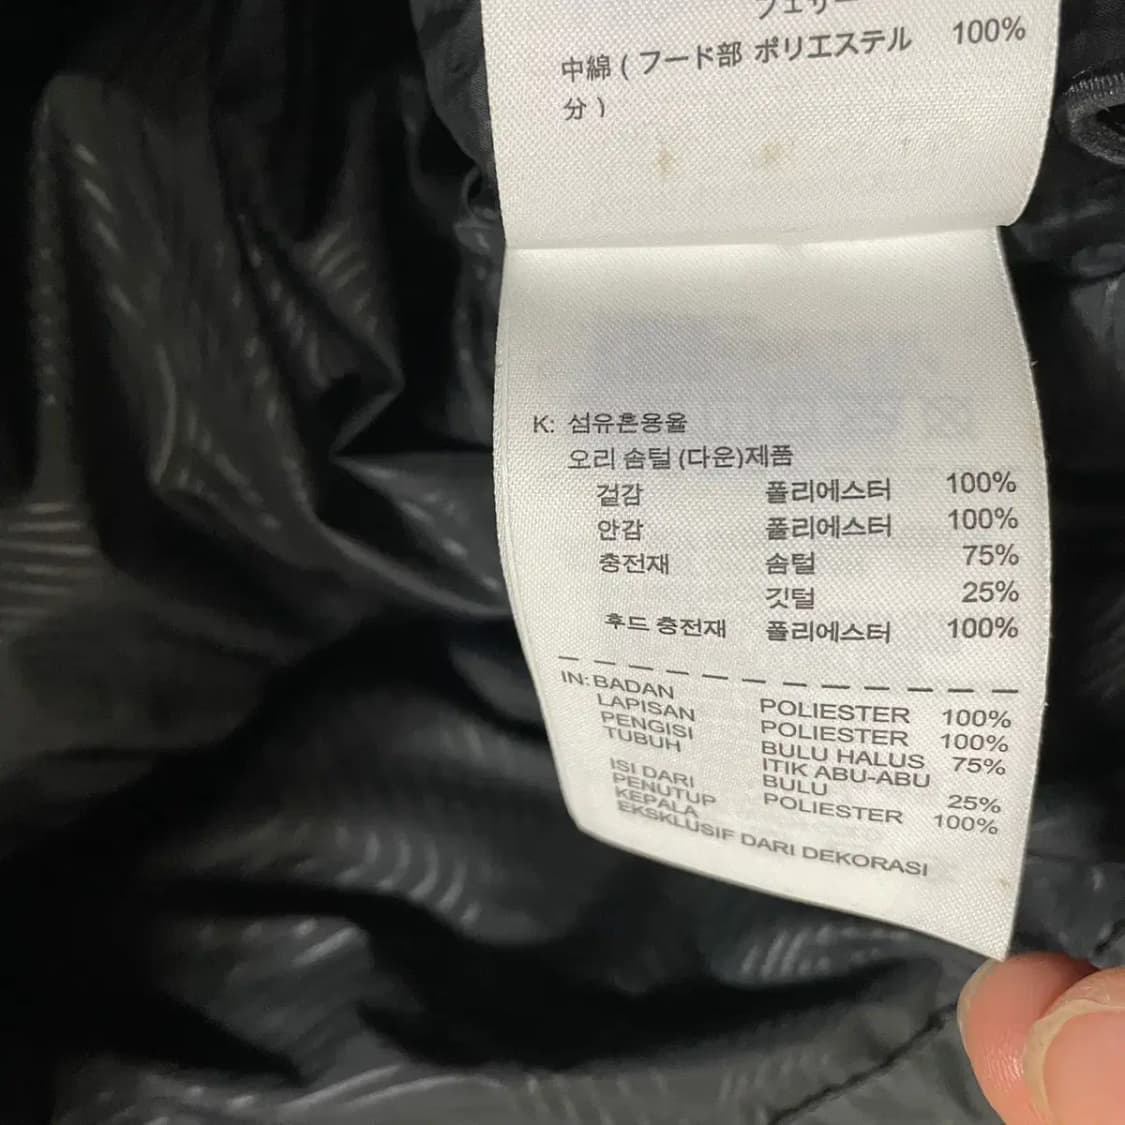 フェザー
中綿(フード部 ポリエステル 100%
分)
K: 섬유혼용율
오리 솜털 (다운)제품
겉감 폴리에스터 100%
안감 폴리에스터 100%
충전재 솜털 75%
깃털 25%
후드 충전재 폴리에스터 100%
IN: BADAN POLIESTER 100%
LAPISAN POLIESTER 100%
PENGISI BULU HALUS 75%
TUBUH ITIK ABU-ABU
BULU 25%
ISI DARI POLIESTER 100%
PENUTUP
KEPALA
EKSKLUSIF DARI DEKORASI